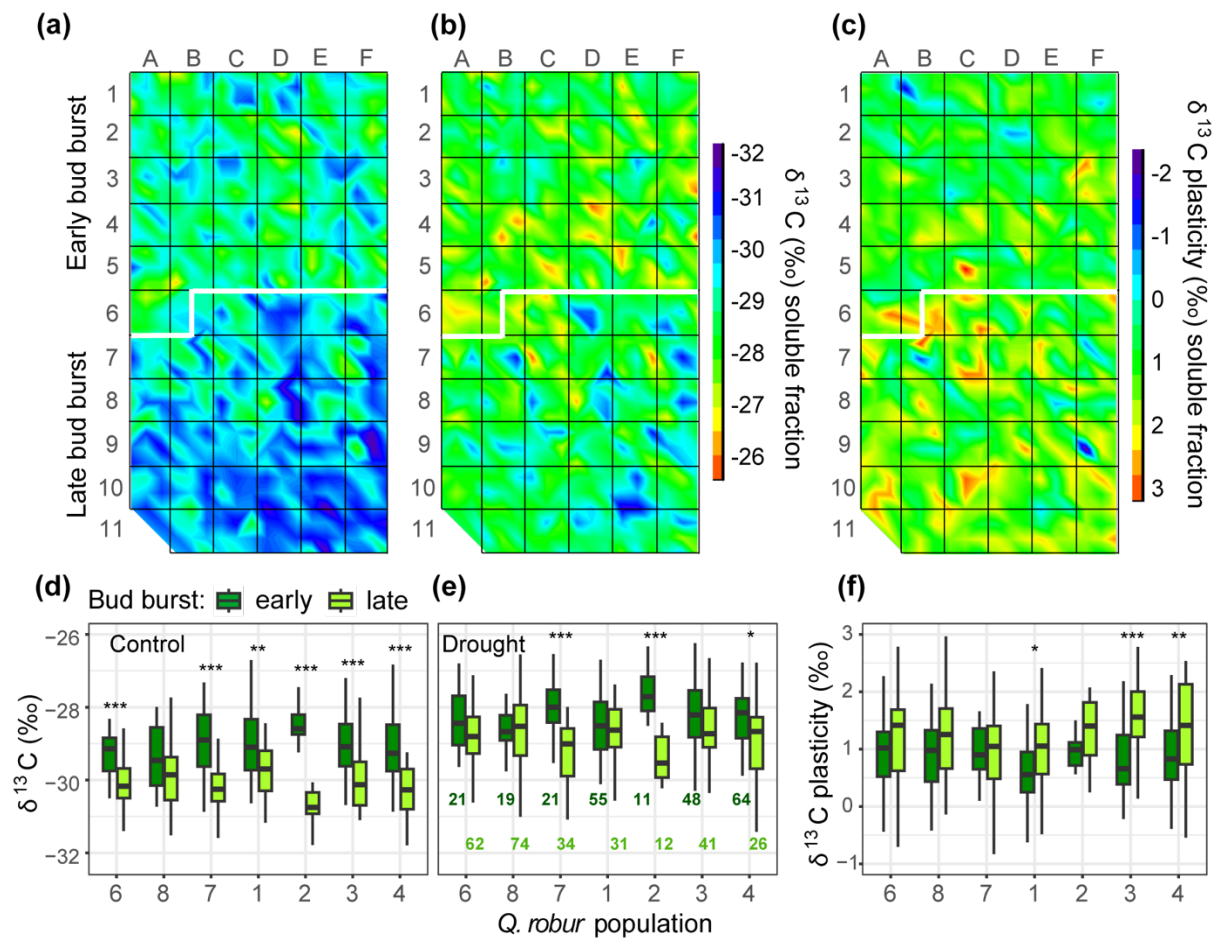 (a)
(b)
(c)
A B C D E F
A B C D E F
A B C D E F
Early bud burst
Late bud burst
1
2
3
4
5
6
7
8
9
10
11
1
2
3
4
5
6
7
8
9
10
11
1
2
3
4
5
6
7
8
9
10
11
-32
-31
-30
-29
-28
-27
-26
δ13C (‰) soluble fraction
-2
-1
0
1
2
3
δ13C plasticity (‰) soluble fraction
(d)
(e)
(f)
Bud burst: early late
Control
Drought
δ13C (‰)
−26
−28
−30
−32
*** *** ** *** *** ***
*** *** *
21 19 21 55 11 48 64
62 74 34 31 12 41 26
δ13C plasticity (‰)
3
2
1
0
−1
* *** **
6 8 7 1 2 3 4
6 8 7 1 2 3 4
6 8 7 1 2 3 4
Q. robur population